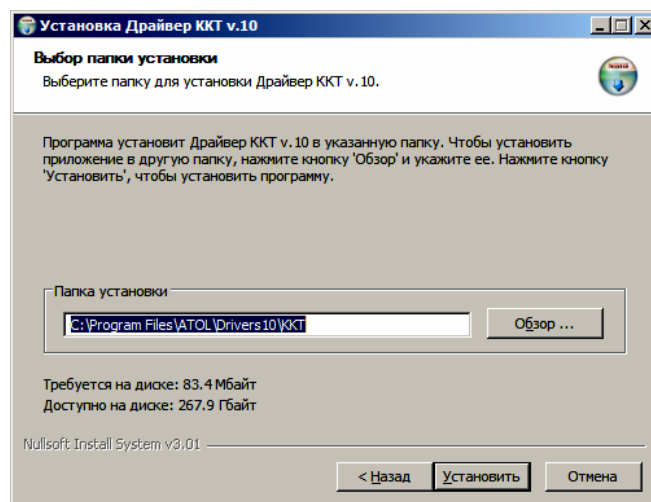 Установка Драйвер ККТ v.10
Выбор папки установки
Выберите папку для установки Драйвер ККТ v.10.
Программа установит Драйвер ККТ v.10 в указанную папку. Чтобы установить
приложение в другую папку, нажмите кнопку 'Обзор' и укажите ее. Нажмите кнопку
'Установить', чтобы установить программу.
Папка установки
C:\Program Files\ATOL\Drivers10\KKT
Обзор ...
Требуется на диске: 83.4 Мбайт
Доступно на диске: 267.9 Гбайт
Nullsoft Install System v3.01
< Назад
Установить
Отмена